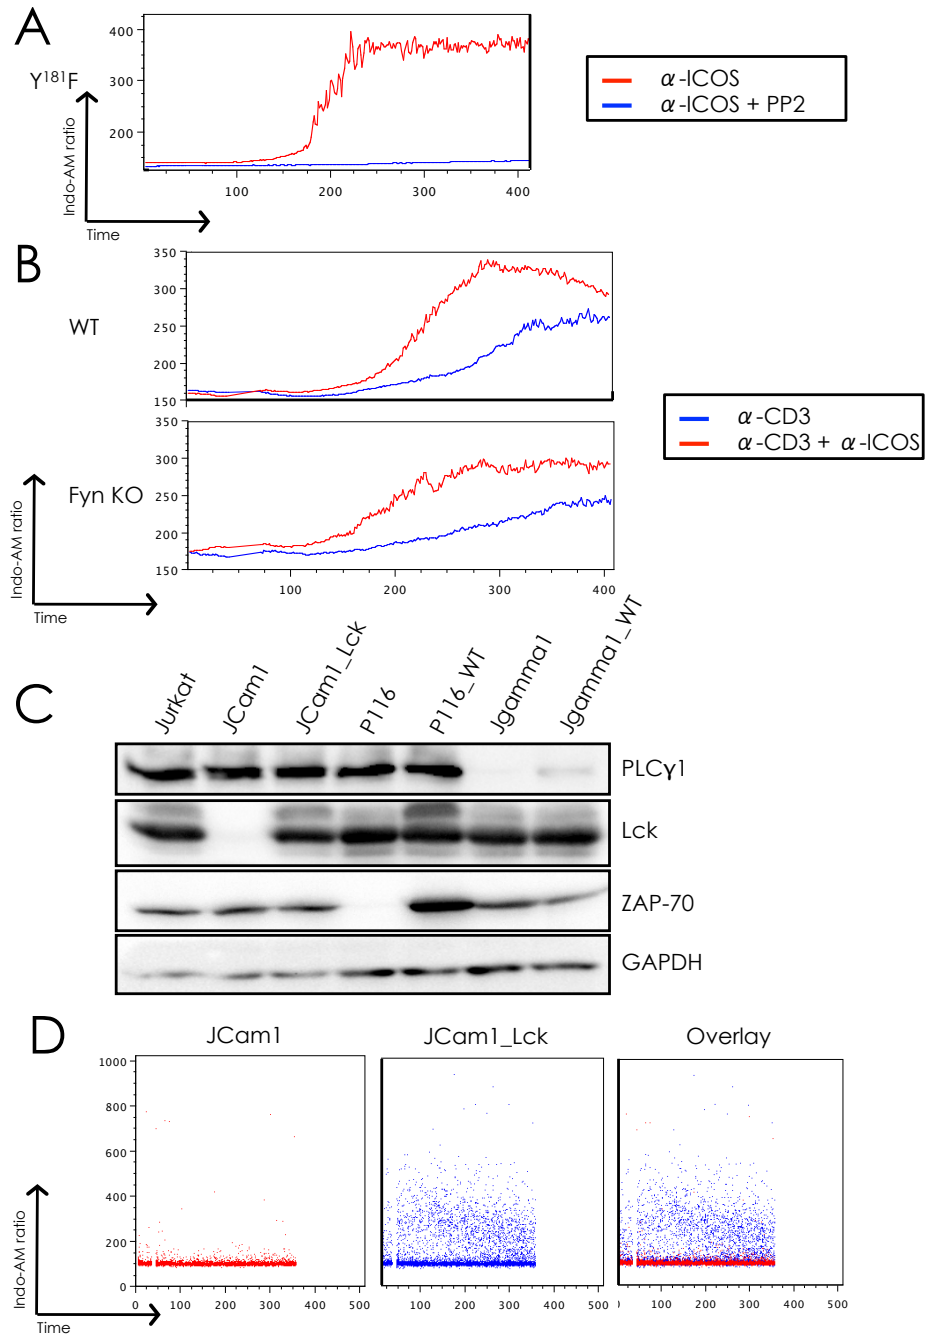 A
Y181F
400
300
200
100
200
300
400
Indo-AM ratio
Time
α-ICOS
α-ICOS + PP2
B
WT
350
300
250
200
150
Fyn KO
350
300
250
200
150
100
200
300
400
Indo-AM ratio
Time
α-CD3
α-CD3 + α-ICOS
C
Jurkat
JCam1
JCam1_Lck
P116
P116_WT
Jgamma1
Jgamma1_WT
PLCγ1
Lck
ZAP-70
GAPDH
D
JCam1
JCam1_Lck
Overlay
1000
800
600
400
200
0
0 100 200 300 400 500
100 200 300 400 500
) 100 200 300 400 500
Indo-AM ratio
Time